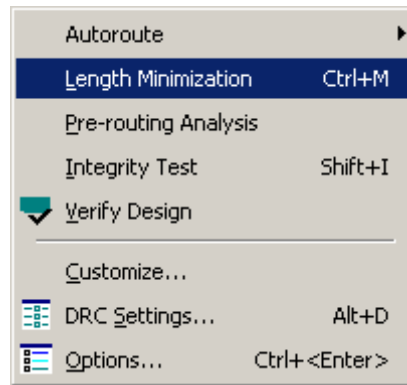 Autoroute
Length Minimization Ctrl+M
Pre-routing Analysis
Integrity Test Shift+I
Verify Design
Customize...
DRC Settings... Alt+D
Options... Ctrl+<Enter>